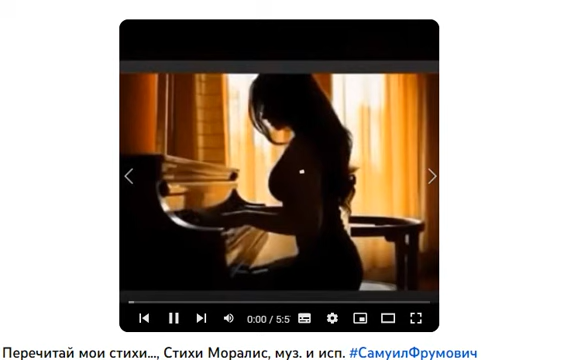 0:00 / 5:5
Перечитай мои стихи..., Стихи Моралис, муз. и исп. #СамуилФрумович